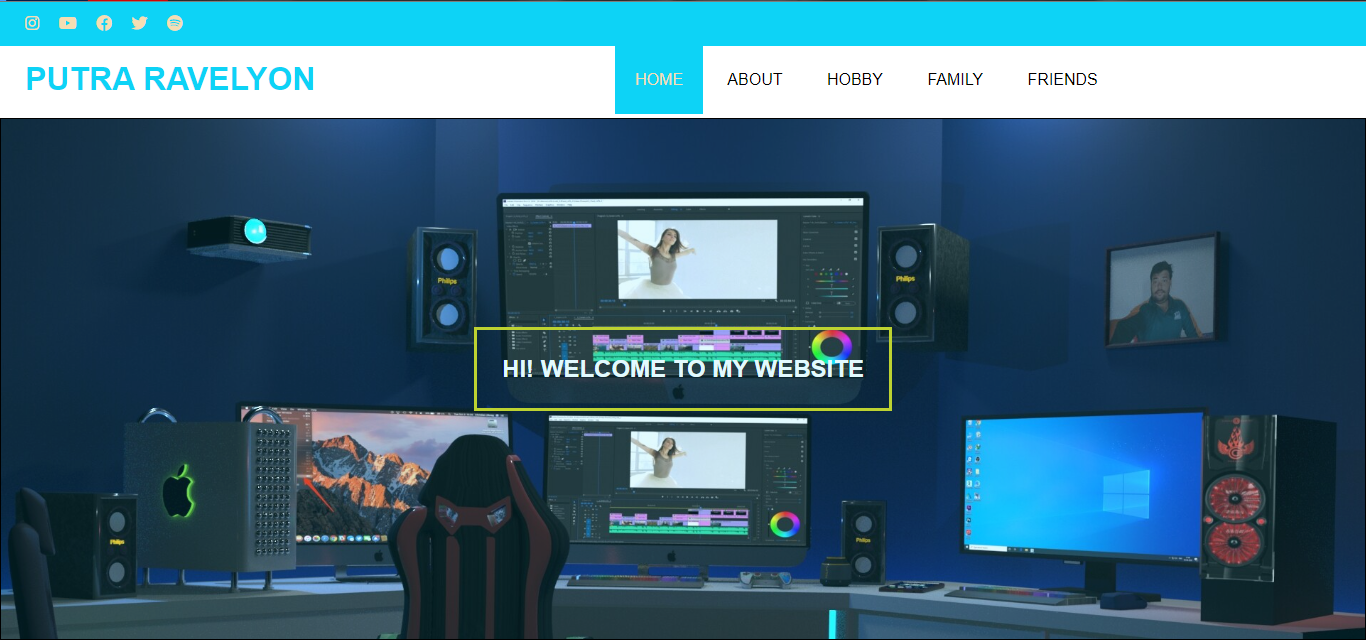 PUTRA RAVELYON
HOME
ABOUT
HOBBY
FAMILY
FRIENDS
Philips
Philips
HI! WELCOME TO MY WEBSITE
Philips
Philips